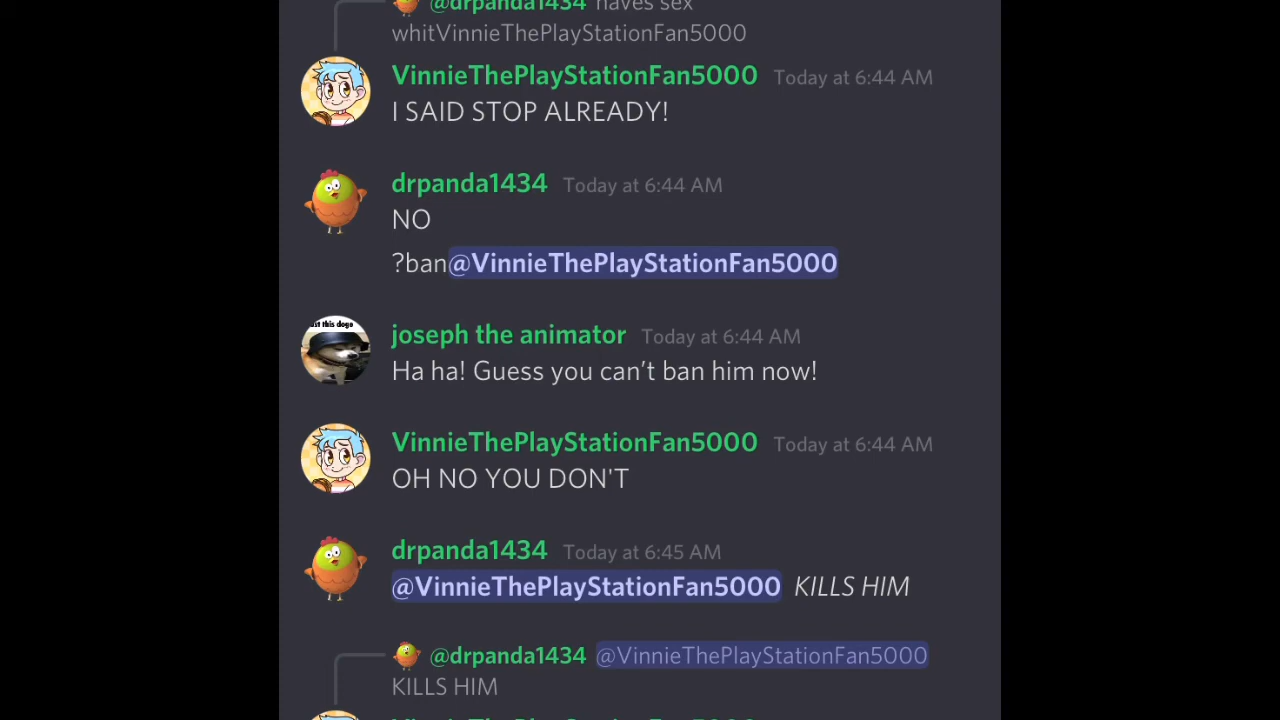 @drpanda1434 haves sex
whitVinnieThePlayStationFan5000
VinnieThePlayStationFan5000 Today at 6:44 AM
I SAID STOP ALREADY!
drpanda1434 Today at 6:44 AM
NO
?ban@VinnieThePlayStationFan5000
just this doge
joseph the animator Today at 6:44 AM
Ha ha! Guess you can’t ban him now!
VinnieThePlayStationFan5000 Today at 6:44 AM
OH NO YOU DON'T
drpanda1434 Today at 6:45 AM
@VinnieThePlayStationFan5000 KILLS HIM
@drpanda1434 @VinnieThePlayStationFan5000
KILLS HIM